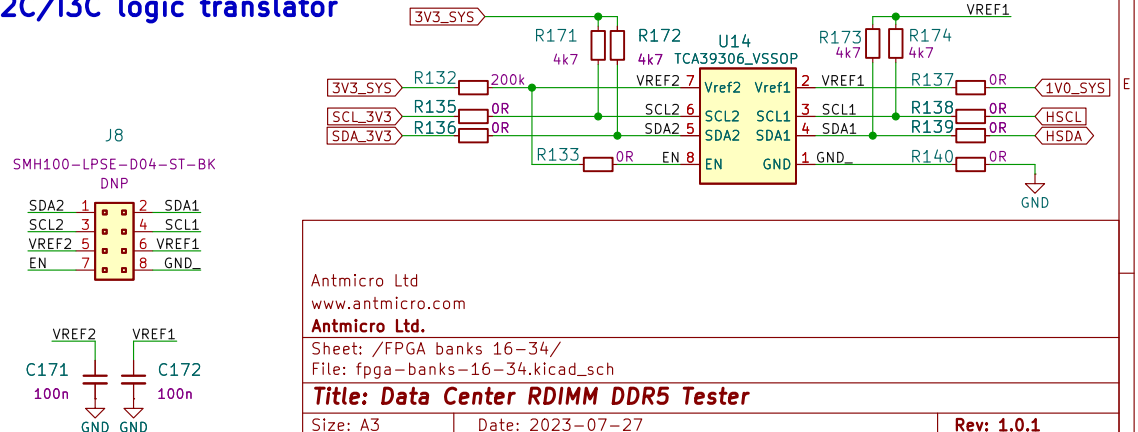 2C/I3C logic translator
3V3_SYS
VREF1
R171
4k7
R172
4k7
U14
TCA39306_VSSOP
R173
4k7
R174
4k7
3V3_SYS
R132
200k
VREF2 7 Vref2 Vref1 2 VREF1
R137
0R
1V0_SYS
SCL_3V3
R135
0R
SCL2 6 SCL2 SCL1 3 SCL1
R138
0R
HSCL
SDA_3V3
R136
0R
SDA2 5 SDA2 SDA1 4 SDA1
R139
0R
HSDA
R133
0R
EN 8 EN GND 1 GND_
R140
0R
GND
E
J8
SMH100-LPSE-D04-ST-BK
DNP
SDA2 1 2 SDA1
SCL2 3 4 SCL1
VREF2 5 6 VREF1
EN 7 8 GND_
VREF2
VREF1
C171
100n
C172
100n
GND
GND
Antmicro Ltd
www.antmicro.com
Antmicro Ltd.
Sheet: /FPGA banks 16-34/
File: fpga-banks-16-34.kicad_sch
Title: Data Center RDIMM DDR5 Tester
Size: A3
Date: 2023-07-27
Rev: 1.0.1